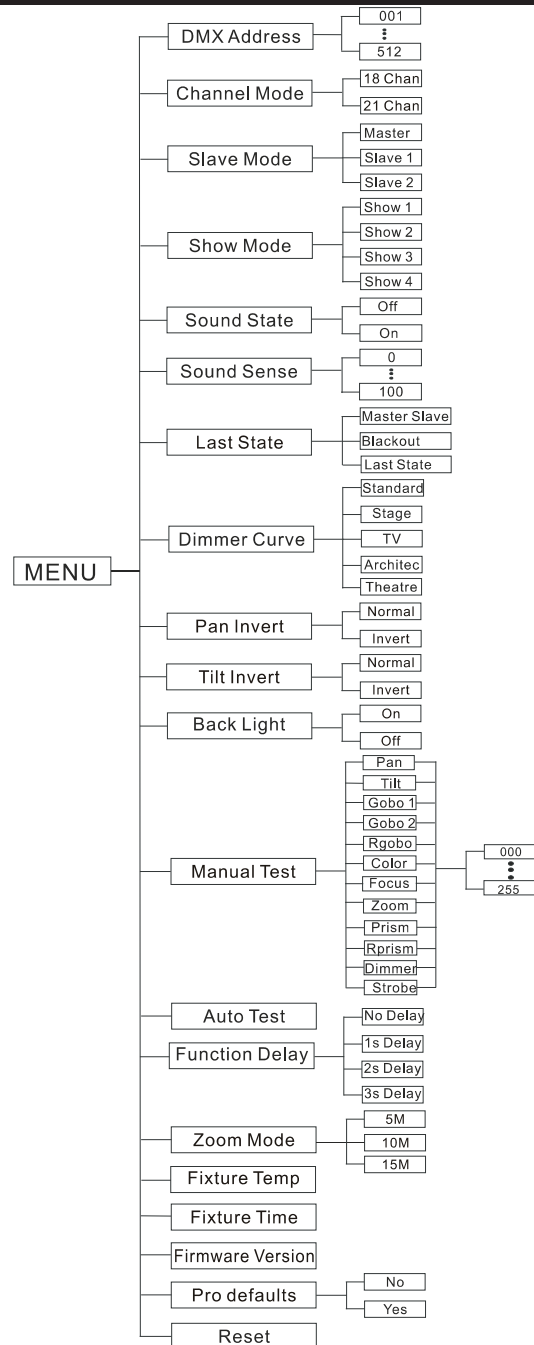 MENU
DMX Address
001
512
Channel Mode
18 Chan
21 Chan
Slave Mode
Master
Slave 1
Slave 2
Show Mode
Show 1
Show 2
Show 3
Show 4
Sound State
Off
On
Sound Sense
0
100
Last State
Master Slave
Blackout
Last State
Dimmer Curve
Standard
Stage
TV
Architec
Theatre
Pan Invert
Normal
Invert
Tilt Invert
Normal
Invert
Back Light
On
Off
Manual Test
Pan
Tilt
Gobo 1
Gobo 2
Rgobo
Color
Focus
Zoom
Prism
Rprism
Dimmer
Strobe
000
255
Auto Test
Function Delay
No Delay
1s Delay
2s Delay
3s Delay
Zoom Mode
5M
10M
15M
Fixture Temp
Fixture Time
Firmware Version
Pro defaults
No
Yes
Reset